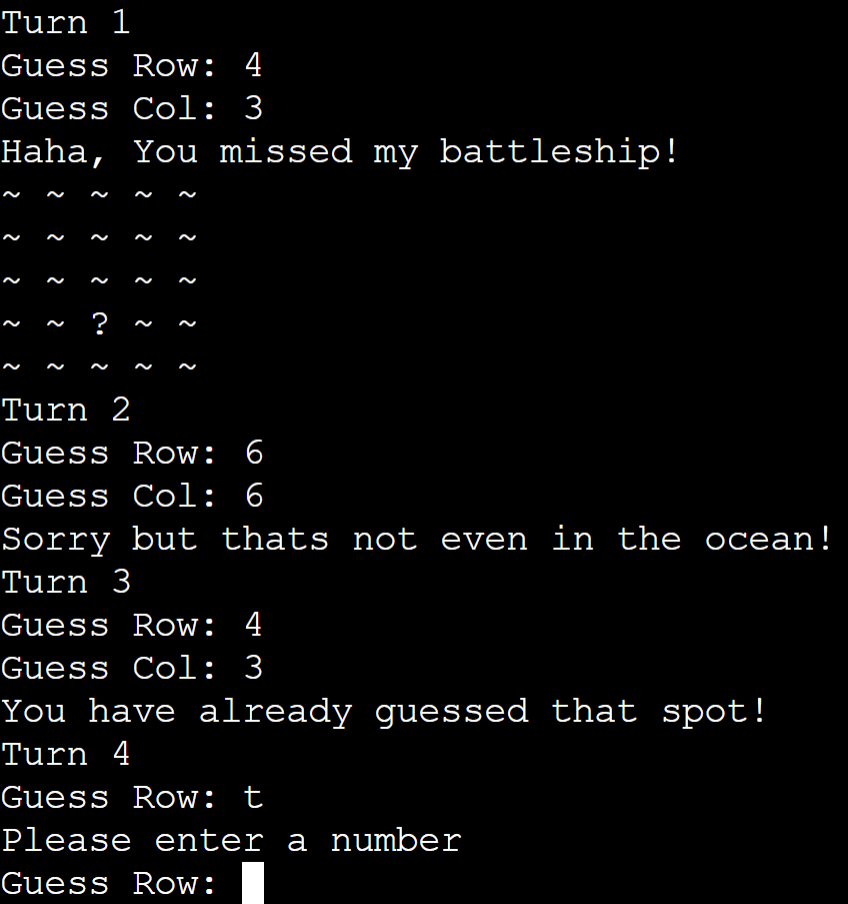 Turn 1
Guess Row: 4
Guess Col: 3
Haha, You missed my battleship!
~ ~ ~ ~ ~
~ ~ ~ ~ ~
~ ~ ~ ~ ~
~ ~ ? ~ ~
~ ~ ~ ~ ~
Turn 2
Guess Row: 6
Guess Col: 6
Sorry but thats not even in the ocean!
Turn 3
Guess Row: 4
Guess Col: 3
You have already guessed that spot!
Turn 4
Guess Row: t
Please enter a number
Guess Row: